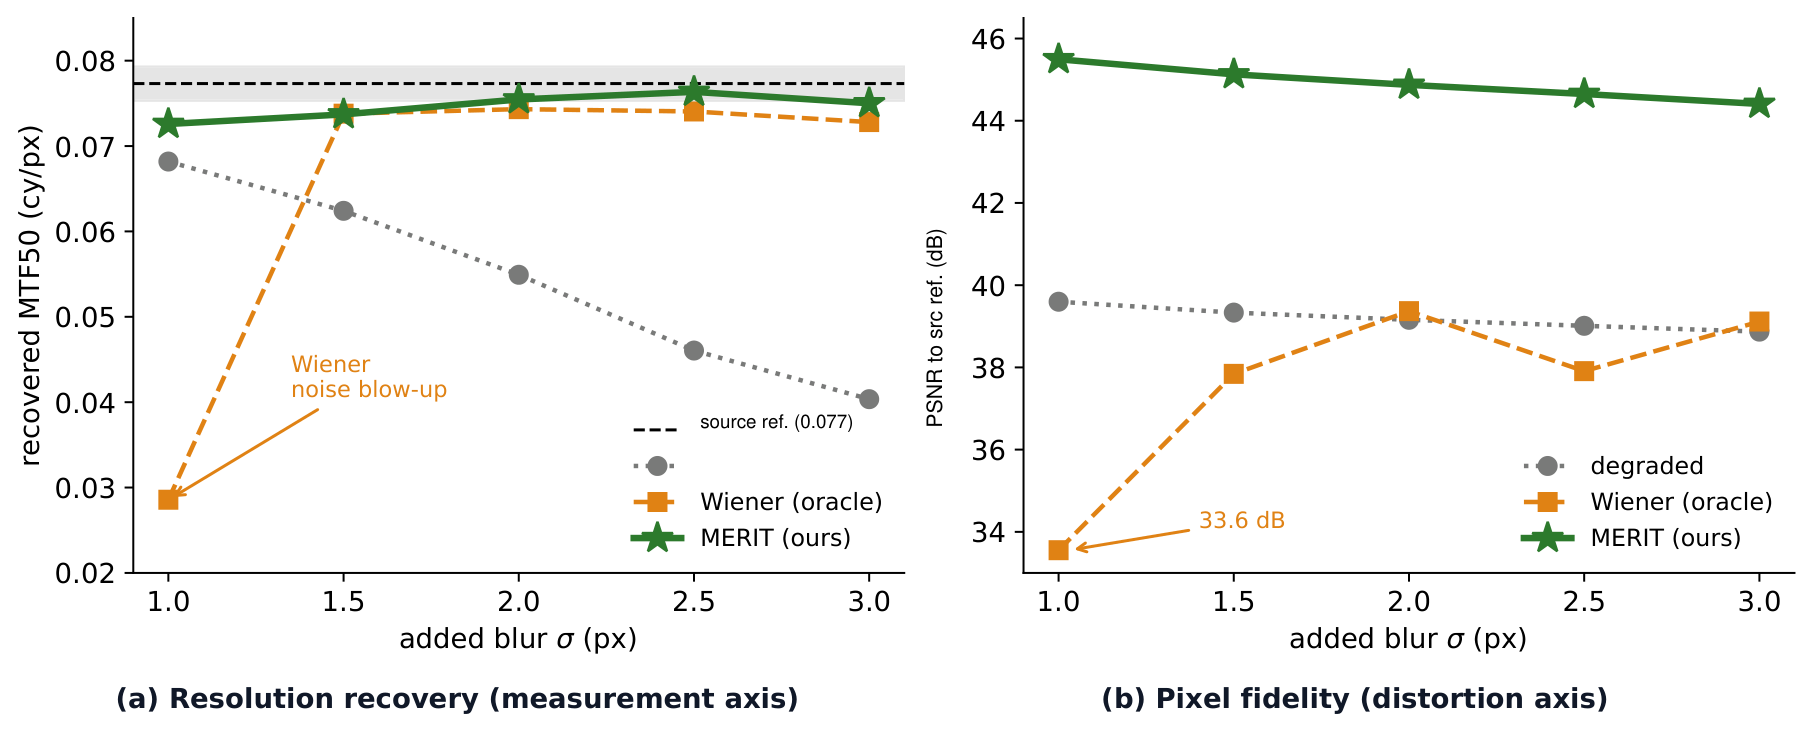 0.08
0.07
0.06
0.05
0.04
0.03
0.02
recovered MTF50 (cy/px)
Wiener
noise blow-up
source ref. (0.077)
Wiener (oracle)
MERIT (ours)
1.0 1.5 2.0 2.5 3.0
added blur σ (px)
(a) Resolution recovery (measurement axis)
46
44
42
40
38
36
34
PSNR to src ref. (dB)
33.6 dB
degraded
Wiener (oracle)
MERIT (ours)
1.0 1.5 2.0 2.5 3.0
added blur σ (px)
(b) Pixel fidelity (distortion axis)